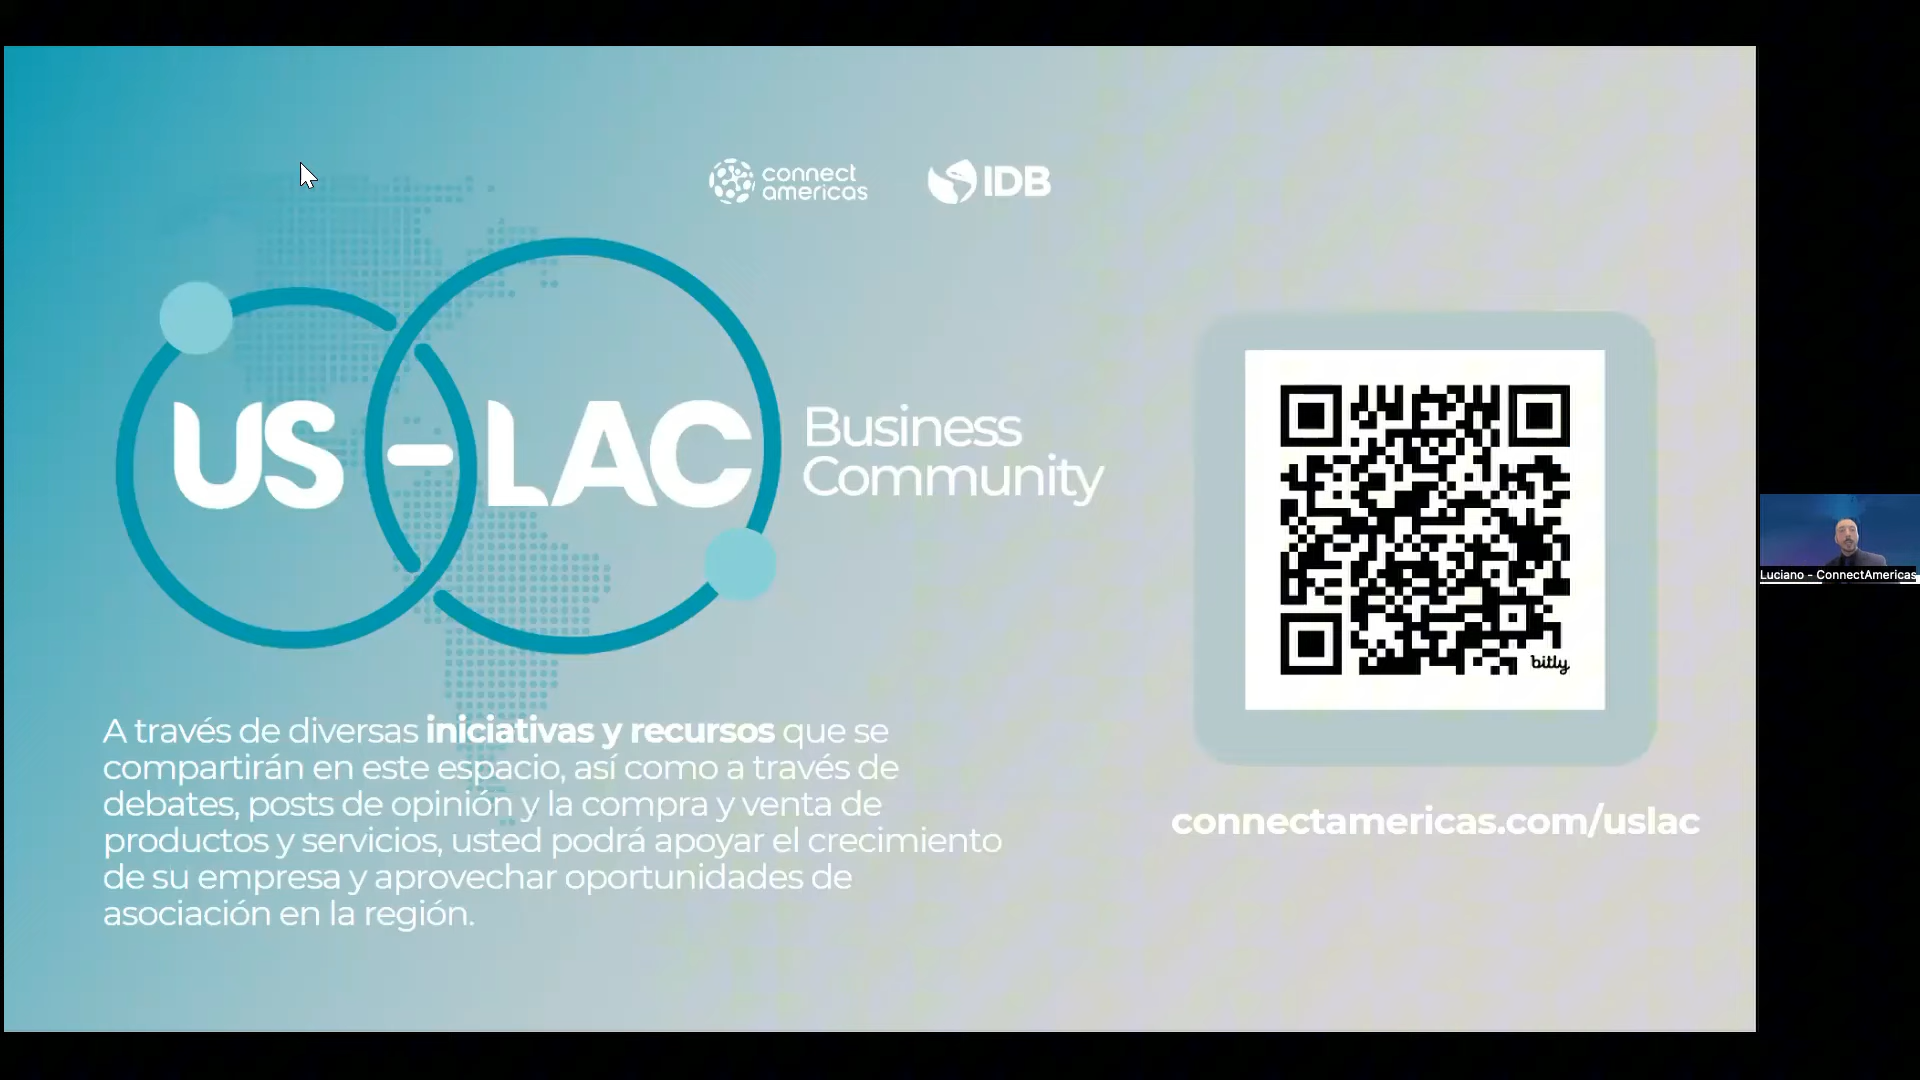 connect
americas
IDB
US-LAC
Business
Community
A través de diversas iniciativas y recursos que se
compartirán en este espacio, así como a través de
debates, posts de opinión y la compra y venta de
productos y servicios, usted podrá apoyar el crecimiento
de su empresa y aprovechar oportunidades de
asociación en la región.
bitly
connectamericas.com/uslac
Luciano - ConnectAmericas